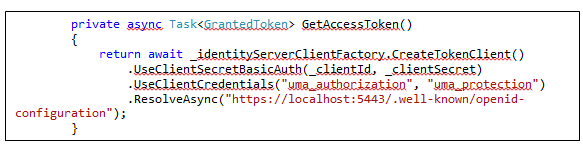 private async Task<GrantedToken> GetAccessToken()
{
return await _identityServerClientFactory.CreateTokenClient()
.UseClientSecretBasicAuth(_clientId, _clientSecret)
.UseClientCredentials("uma_authorization", "uma_protection")
.ResolveAsync("https://localhost:5443/.well-known/openid-
configuration");
}